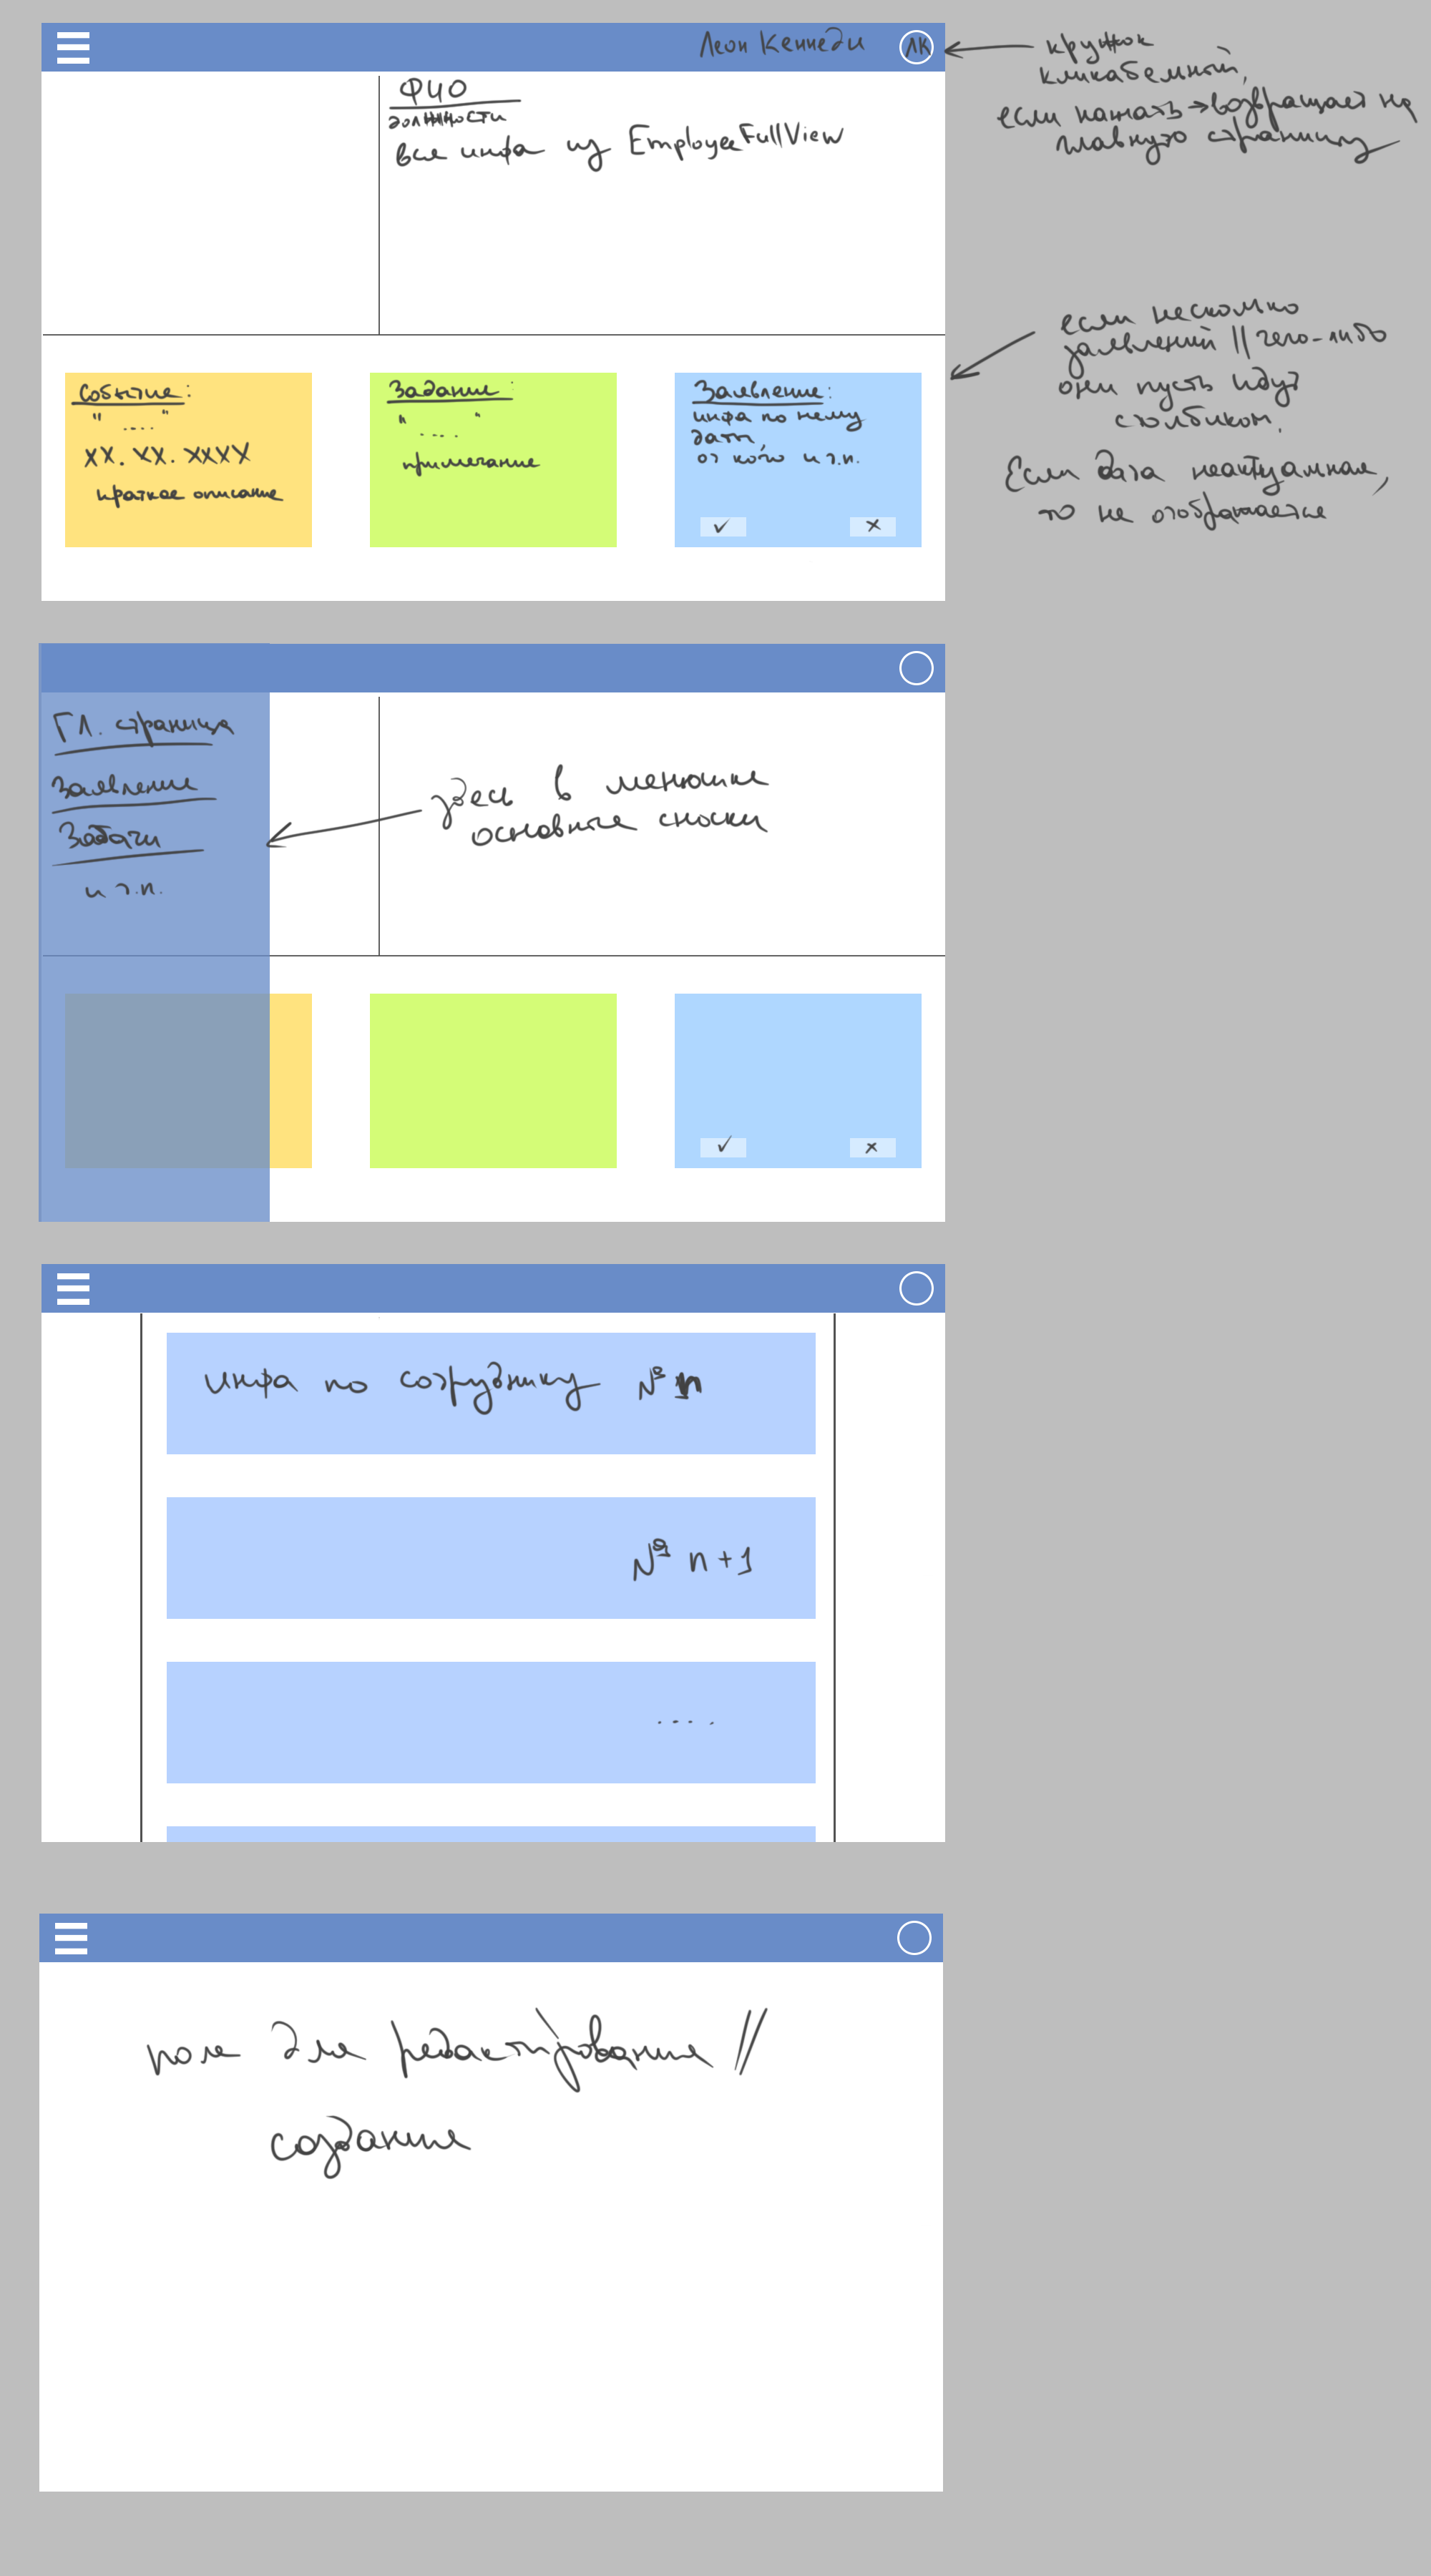 Леон Кеннеди ЛК
кружок
кликабельный,
если нажать → возвращает на
главную страницу
ФИО
должности
вся инфа из EmployeeFullView
если несколько
заявлений || чего-либо
они пусть идут
столбиком.
Если дата неактуальная,
то не отображается
Событие:
" .... "
XX. XX. XXXX
краткое описание
Задание:
" .... "
примечание
Заявление:
инфа по нему
даты,
от кого и т.п.
✓ ×
Гл. страница
Заявления
Задачи
и т.п.
здесь в менюшке
основные сноски
✓ ×
Инфа по сотруднику № n
№ n+1
....
поле для редактирования //
создания